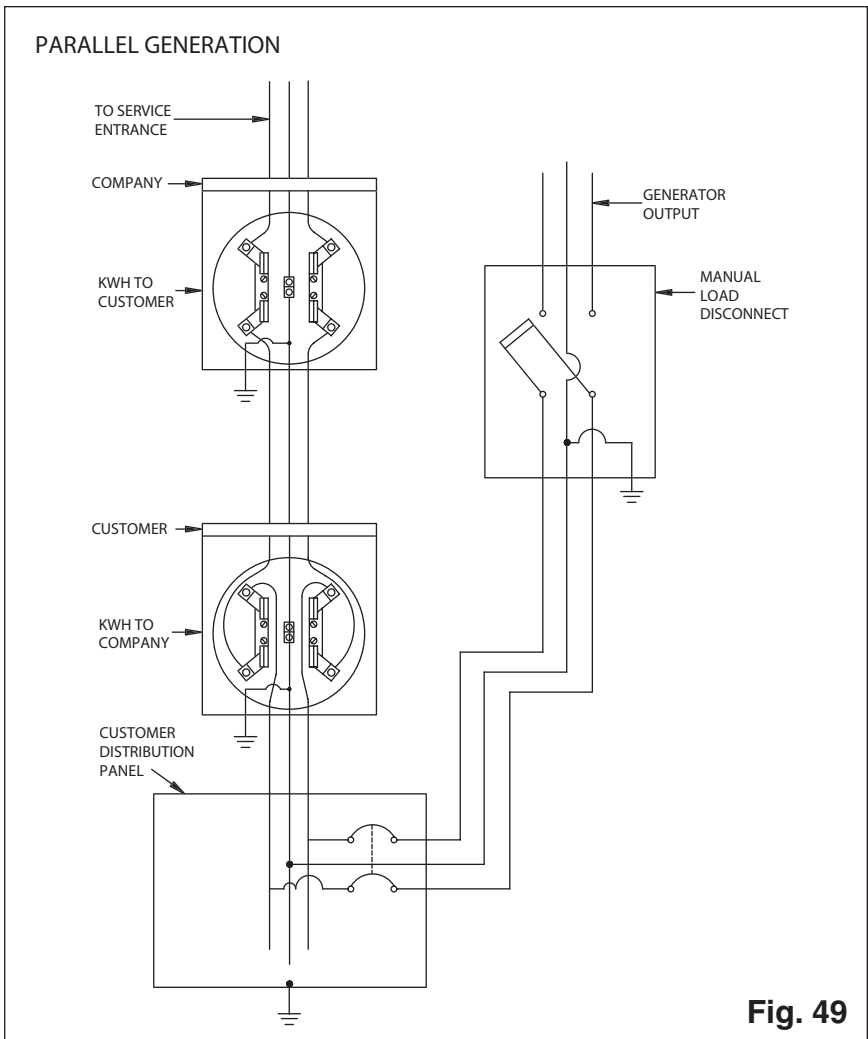 PARALLEL GENERATION
TO SERVICE
ENTRANCE
COMPANY
KWH TO
CUSTOMER
GENERATOR
OUTPUT
MANUAL
LOAD
DISCONNECT
CUSTOMER
KWH TO
COMPANY
CUSTOMER
DISTRIBUTION
PANEL
Fig. 49